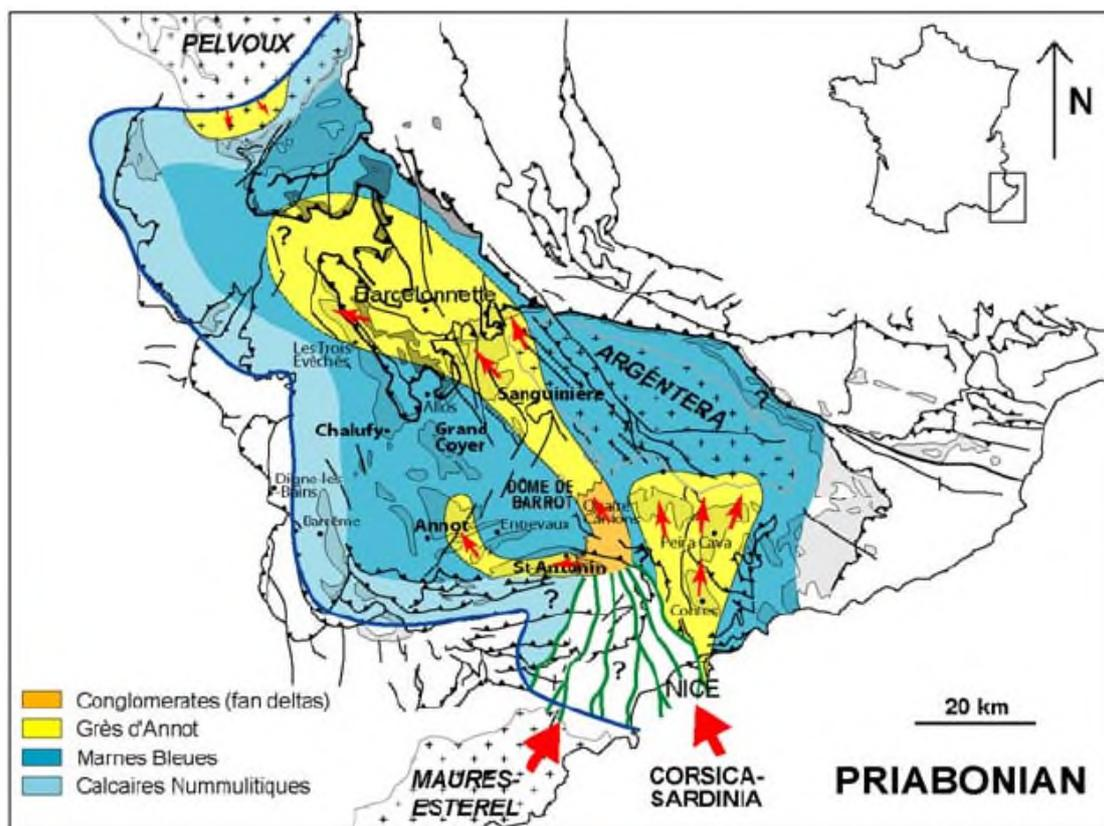 PELVOUX
N
?
Barcelonnette
Les Trois
Evêchés
ARGENTERA
?
Sanguinière
Allos
Chalufy
Grand
Coyer
Digne-les
Bains
DÔME DE
BARROT
Quatre
Cantons
Barrême
Annot
Entrevaux
Peira Cava
St Antonin
Contes
?
?
NICE
Conglomerates (fan deltas)
Grès d'Annot
Marnes Bleues
Calcaires Nummulitiques
20 km
MAURES-
ESTEREL
CORSICA-
SARDINIA
PRIABONIAN